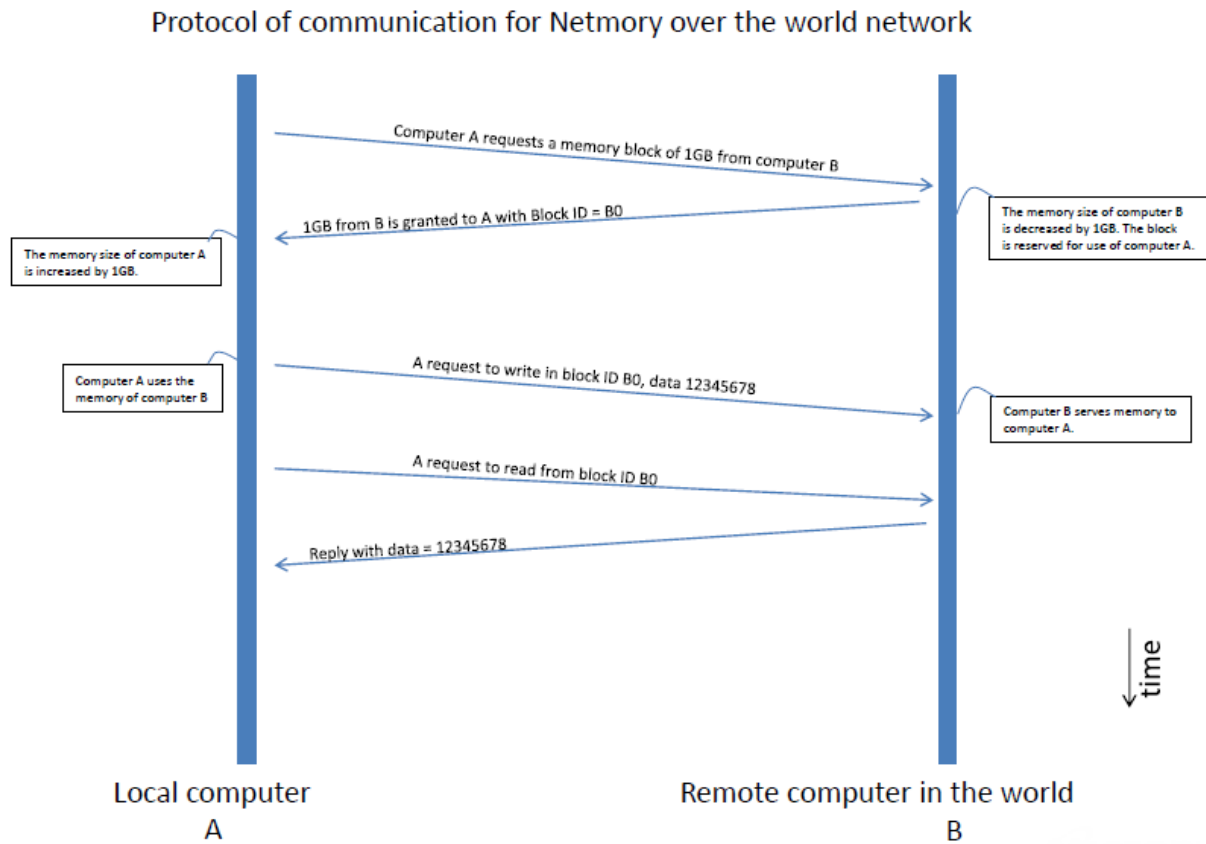 Protocol of communication for Netmory over the world network
Computer A requests a memory block of 1GB from computer B
1GB from B is granted to A with Block ID = B0
The memory size of computer B
is decreased by 1GB. The block
is reserved for use of computer A.
The memory size of computer A
is increased by 1GB.
A request to write in block ID B0, data 12345678
Computer A uses the
memory of computer B
Computer B serves memory to
computer A.
A request to read from block ID B0
Reply with data = 12345678
time
Local computer
A
Remote computer in the world
B